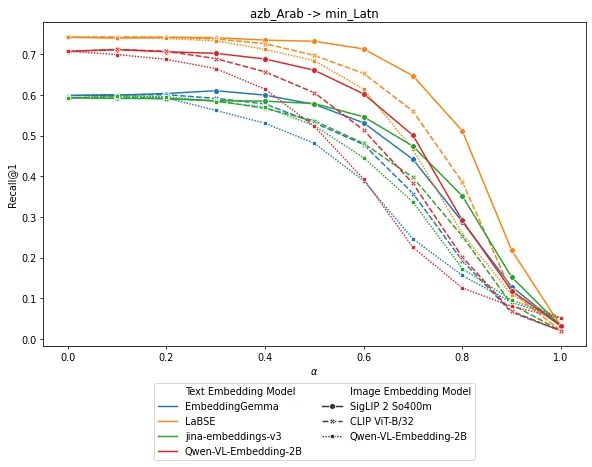 azb_Arab -> min_Latn
Recall@1
0.7
0.6
0.5
0.4
0.3
0.2
0.1
0.0
0.0 0.2 0.4 0.6 0.8 1.0
α
Text Embedding Model
EmbeddingGemma
LaBSE
jina-embeddings-v3
Qwen-VL-Embedding-2B
Image Embedding Model
SigLIP 2 So400m
CLIP ViT-B/32
Qwen-VL-Embedding-2B